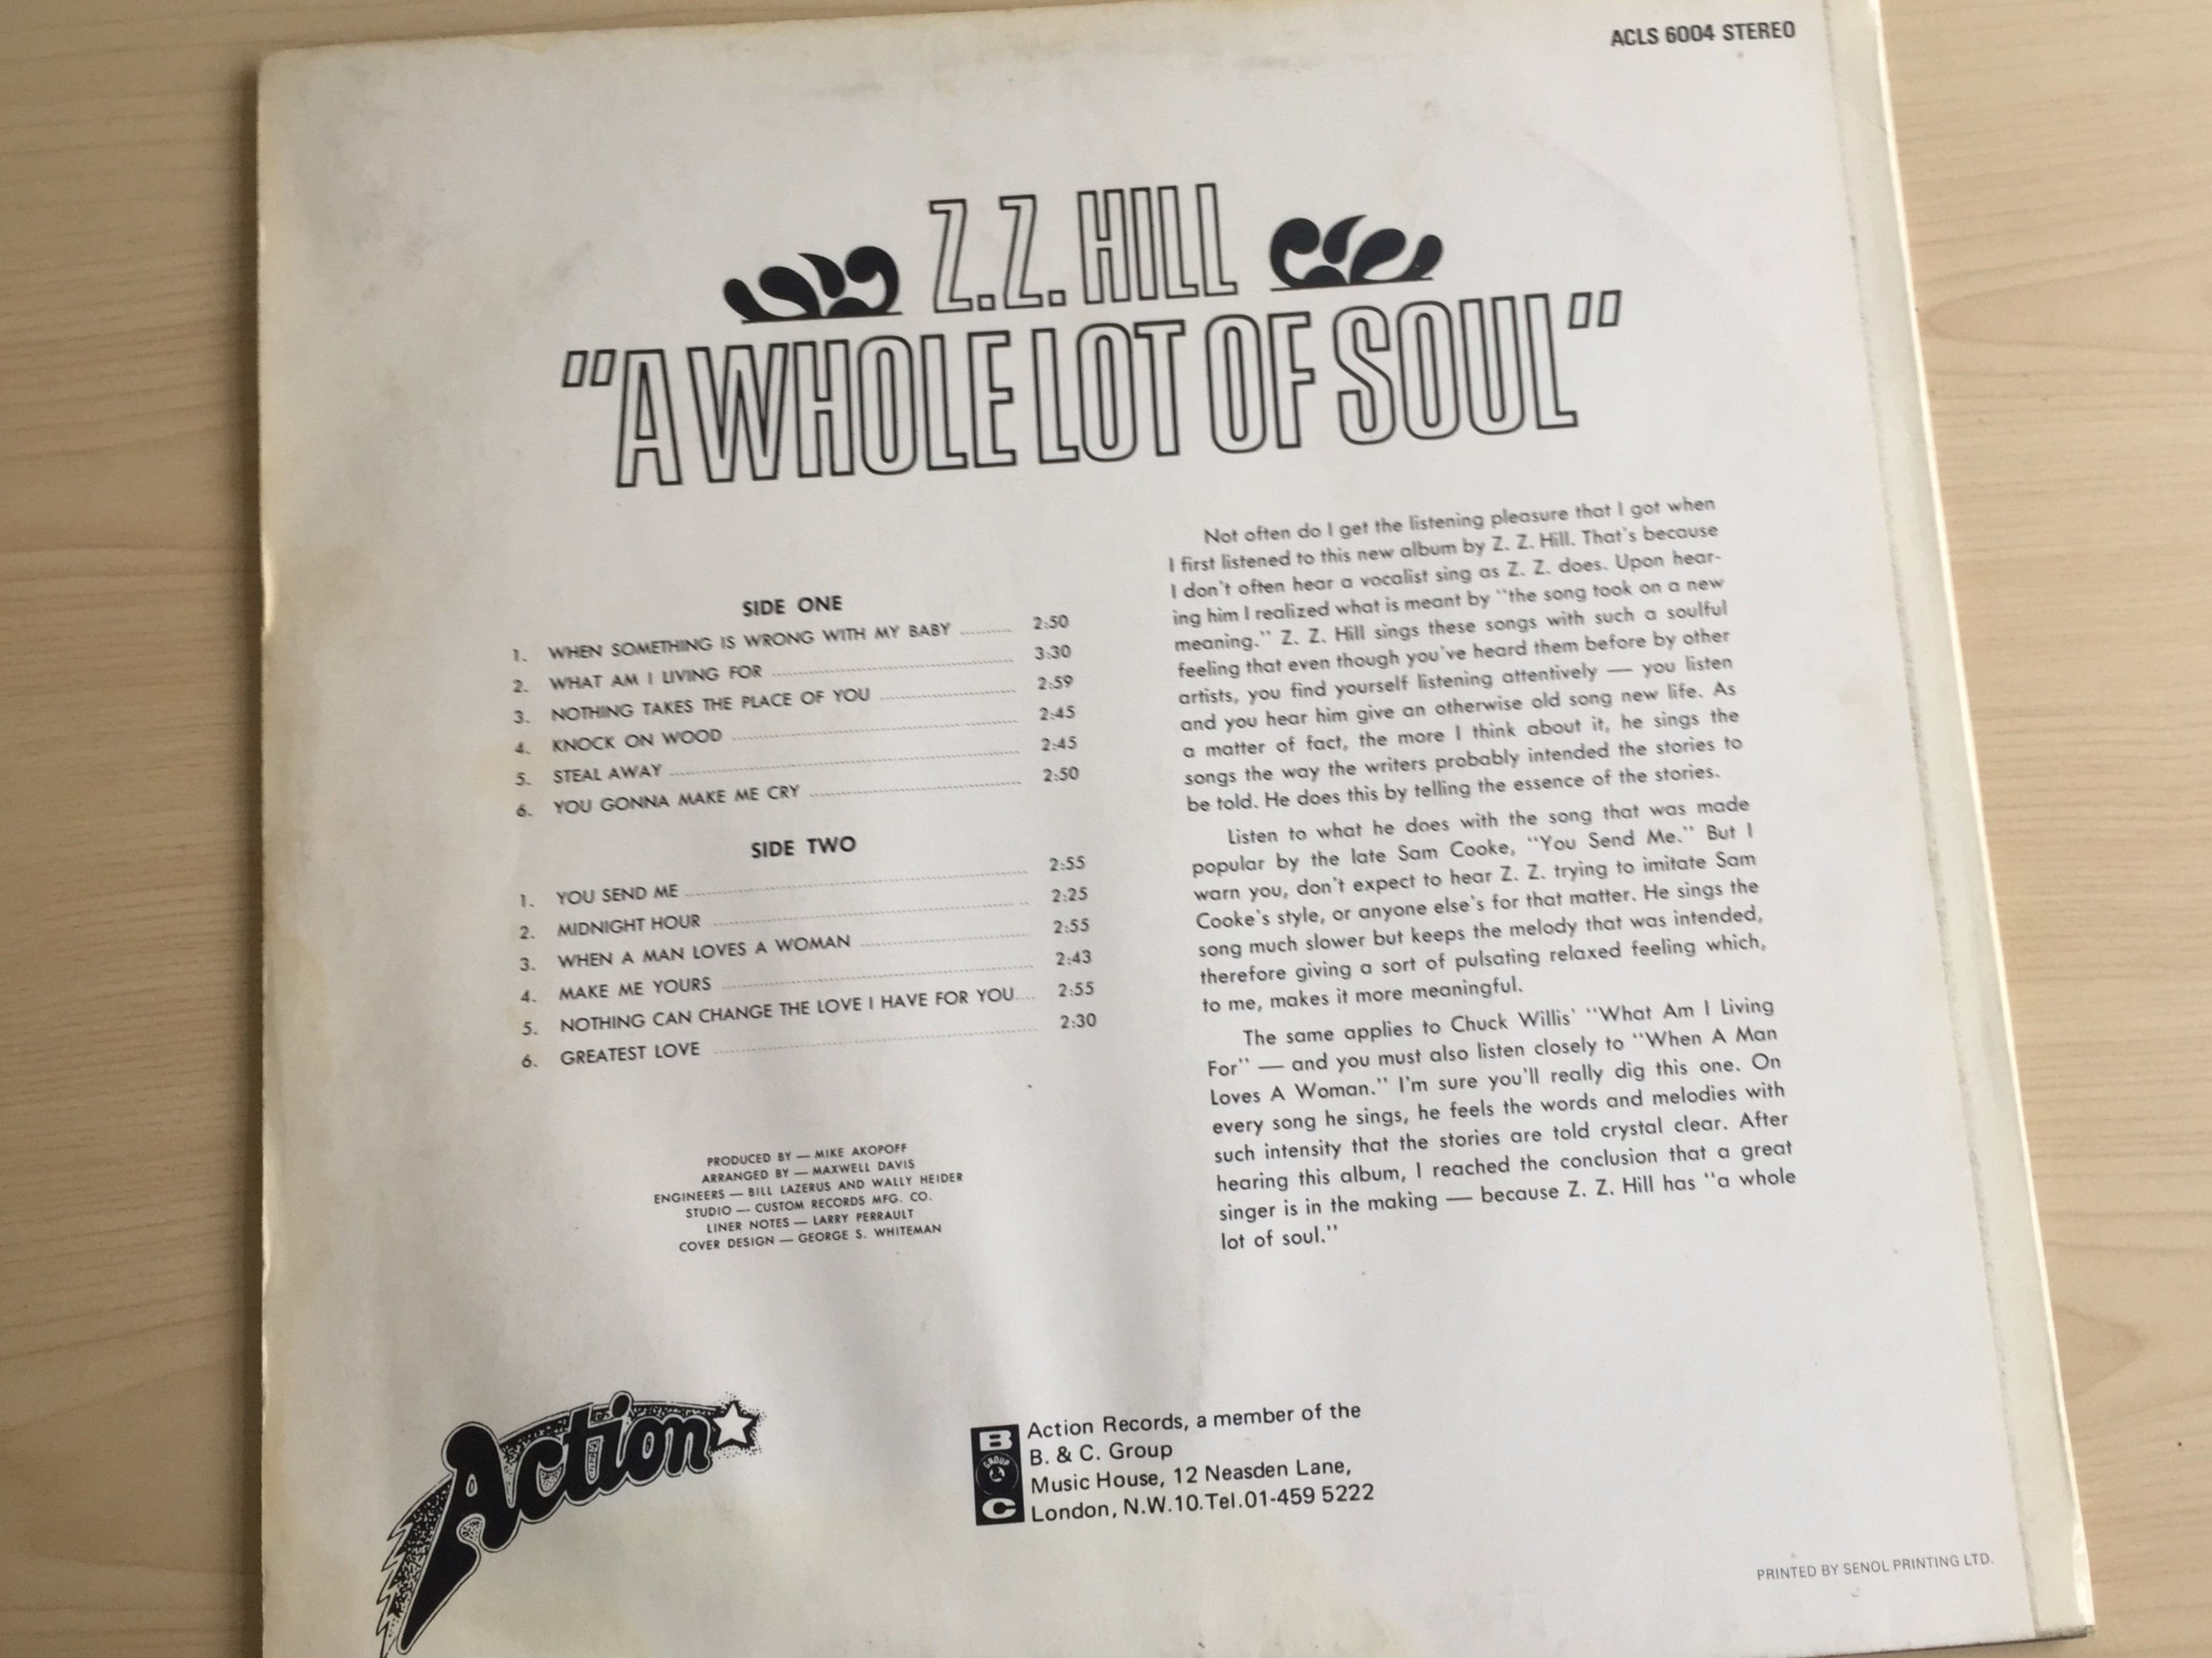 ACLS 6004 STEREO
Z.Z. HILL
"A WHOLE LOT OF SOUL"
SIDE ONE
1. WHEN SOMETHING IS WRONG WITH MY BABY .......... 2:50
2. WHAT AM I LIVING FOR .......... 3:30
3. NOTHING TAKES THE PLACE OF YOU .......... 2:59
4. KNOCK ON WOOD .......... 2:45
5. STEAL AWAY .......... 2:45
6. YOU GONNA MAKE ME CRY .......... 2:50
SIDE TWO
1. YOU SEND ME .......... 2:55
2. MIDNIGHT HOUR .......... 2:25
3. WHEN A MAN LOVES A WOMAN .......... 2:55
4. MAKE ME YOURS .......... 2:43
5. NOTHING CAN CHANGE THE LOVE I HAVE FOR YOU.... 2:55
6. GREATEST LOVE .......... 2:30
PRODUCED BY — MIKE AKOPOFF
ARRANGED BY — MAXWELL DAVIS
ENGINEERS — BILL LAZERUS AND WALLY HEIDER
STUDIO — CUSTOM RECORDS MFG. CO.
LINER NOTES — LARRY PERRAULT
COVER DESIGN — GEORGE S. WHITEMAN
Not often do I get the listening pleasure that I got when
I first listened to this new album by Z. Z. Hill. That's because
I don't often hear a vocalist sing as Z. Z. does. Upon hear-
ing him I realized what is meant by "the song took on a new
meaning." Z. Z. Hill sings these songs with such a soulful
feeling that even though you've heard them before by other
artists, you find yourself listening attentively — you listen
and you hear him give an otherwise old song new life. As
a matter of fact, the more I think about it, he sings the
songs the way the writers probably intended the stories to
be told. He does this by telling the essence of the stories.
Listen to what he does with the song that was made
popular by the late Sam Cooke, "You Send Me." But I
warn you, don't expect to hear Z. Z. trying to imitate Sam
Cooke's style, or anyone else's for that matter. He sings the
song much slower but keeps the melody that was intended,
therefore giving a sort of pulsating relaxed feeling which,
to me, makes it more meaningful.
The same applies to Chuck Willis' "What Am I Living
For" — and you must also listen closely to "When A Man
Loves A Woman." I'm sure you'll really dig this one. On
every song he sings, he feels the words and melodies with
such intensity that the stories are told crystal clear. After
hearing this album, I reached the conclusion that a great
singer is in the making — because Z. Z. Hill has "a whole
lot of soul."
Action
B
GROUP
C
Action Records, a member of the
B. & C. Group
Music House, 12 Neasden Lane,
London, N.W.10.Tel.01-459 5222
PRINTED BY SENOL PRINTING LTD.